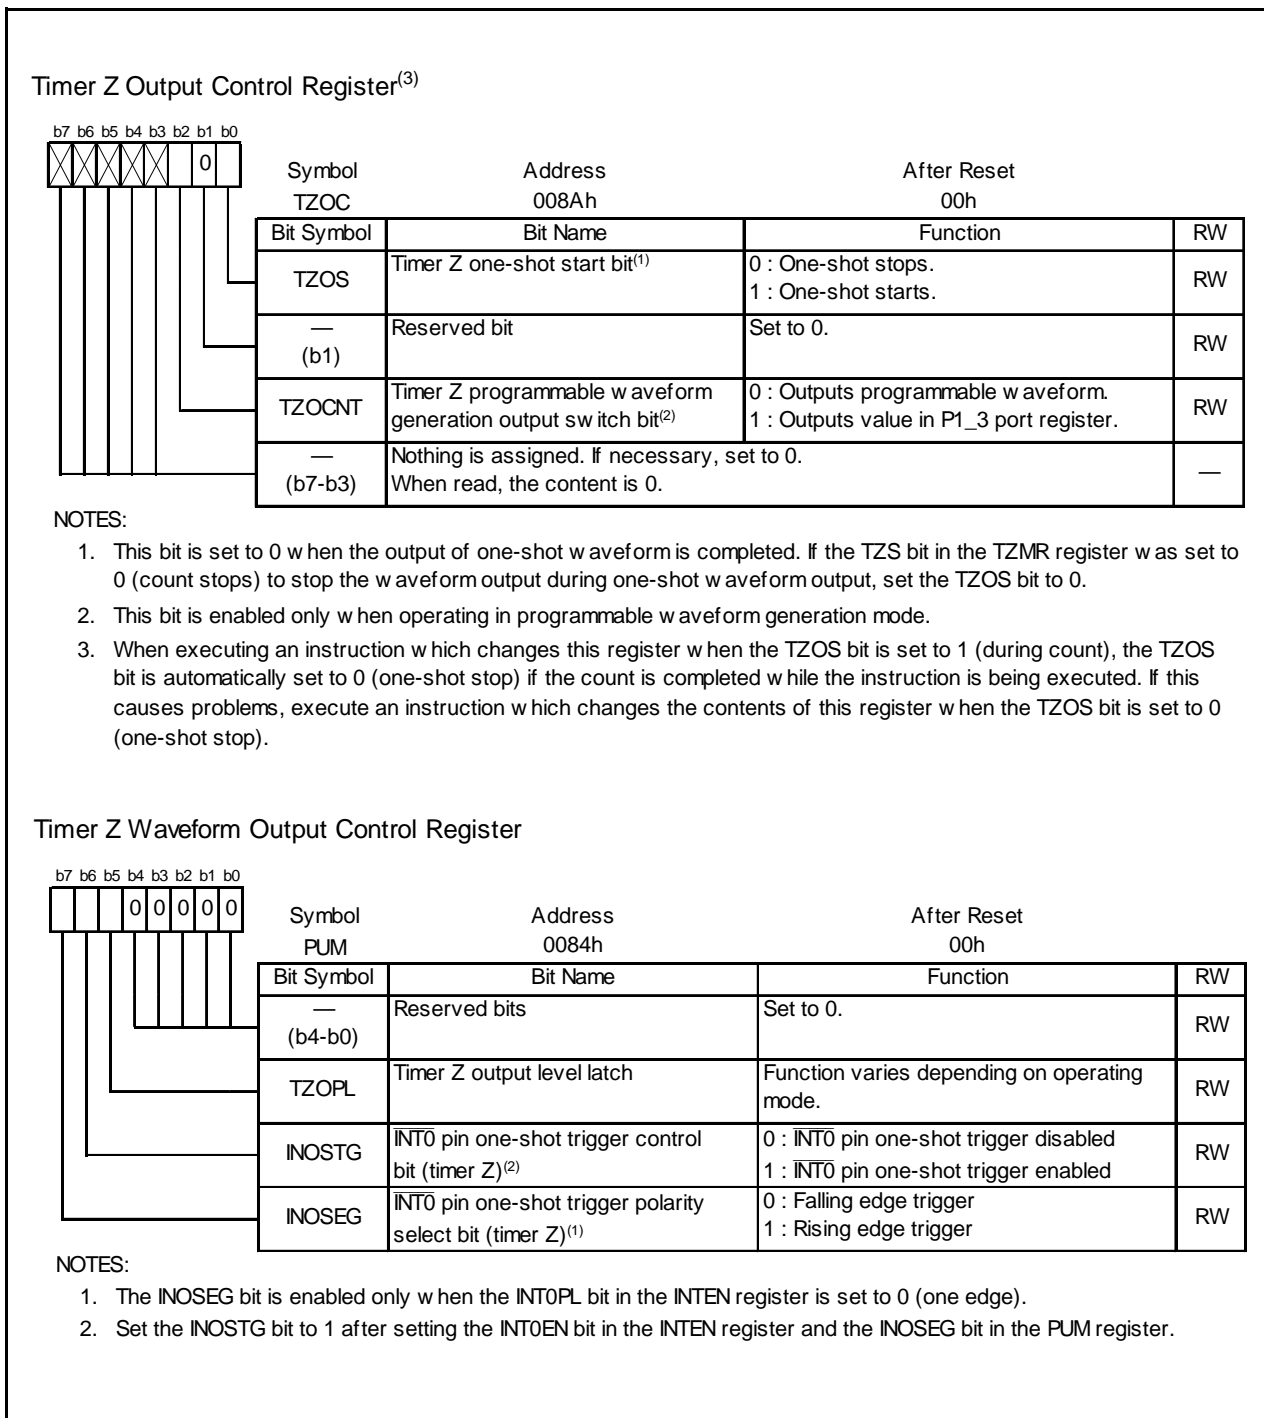 Timer Z Output Control Register(3)
b7 b6 b5 b4 b3 b2 b1 b0
0
Symbol Address After Reset
TZOC 008Ah 00h
Bit Symbol Bit Name Function RW
TZOS Timer Z one-shot start bit(1) 0 : One-shot stops. RW
1 : One-shot starts.
— Reserved bit Set to 0. RW
(b1)
TZOCNT Timer Z programmable waveform 0 : Outputs programmable waveform. RW
generation output switch bit(2) 1 : Outputs value in P1_3 port register.
— Nothing is assigned. If necessary, set to 0. —
(b7-b3) When read, the content is 0.
NOTES:
1. This bit is set to 0 when the output of one-shot waveform is completed. If the TZS bit in the TZMR register was set to
0 (count stops) to stop the waveform output during one-shot waveform output, set the TZOS bit to 0.
2. This bit is enabled only when operating in programmable waveform generation mode.
3. When executing an instruction which changes this register when the TZOS bit is set to 1 (during count), the TZOS
bit is automatically set to 0 (one-shot stop) if the count is completed while the instruction is being executed. If this
causes problems, execute an instruction which changes the contents of this register when the TZOS bit is set to 0
(one-shot stop).
Timer Z Waveform Output Control Register
b7 b6 b5 b4 b3 b2 b1 b0
0 0 0 0 0
Symbol Address After Reset
PUM 0084h 00h
Bit Symbol Bit Name Function RW
— Reserved bits Set to 0. RW
(b4-b0)
TZOPL Timer Z output level latch Function varies depending on operating RW
mode.
INOSTG INT0 pin one-shot trigger control 0 : INT0 pin one-shot trigger disabled RW
bit (timer Z)(2) 1 : INT0 pin one-shot trigger enabled
INOSEG INT0 pin one-shot trigger polarity 0 : Falling edge trigger RW
select bit (timer Z)(1) 1 : Rising edge trigger
NOTES:
1. The INOSEG bit is enabled only when the INT0PL bit in the INTEN register is set to 0 (one edge).
2. Set the INOSTG bit to 1 after setting the INT0EN bit in the INTEN register and the INOSEG bit in the PUM register.